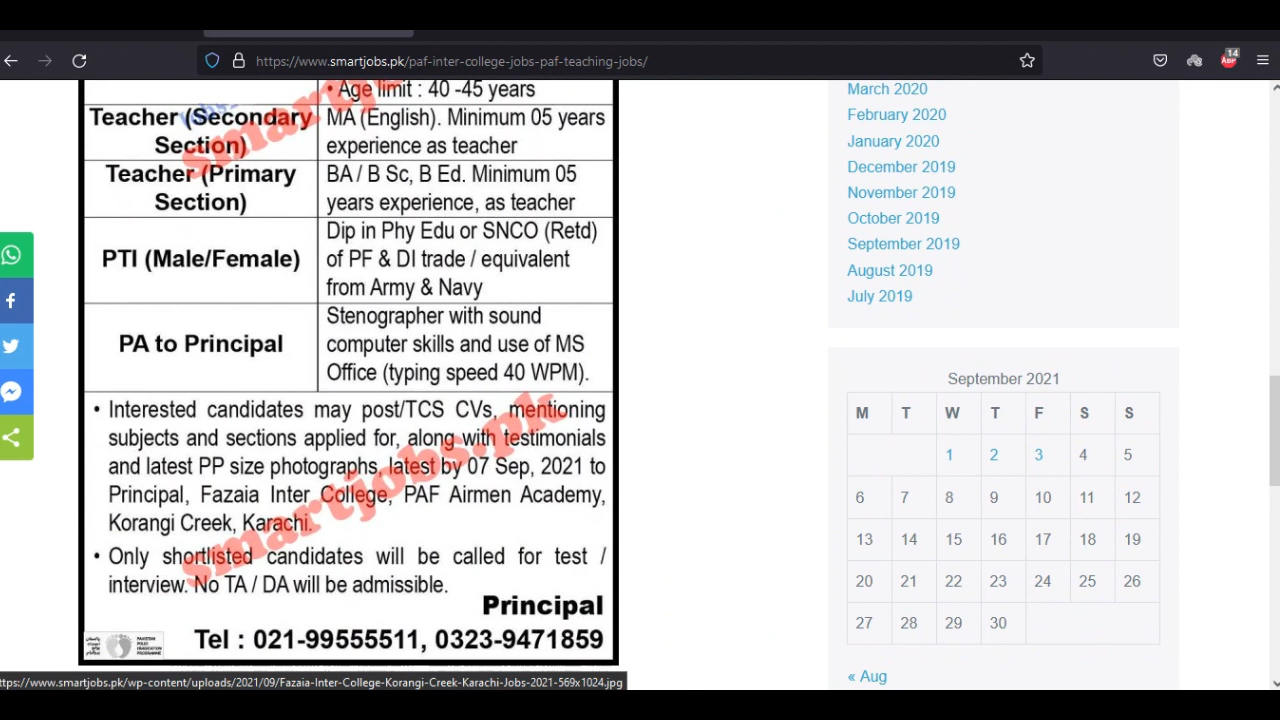 14
ABP
https://www.smartjobs.pk/paf-inter-college-jobs-paf-teaching-jobs/
• Age limit : 40 -45 years
Teacher (Secondary Section)
MA (English). Minimum 05 years
experience as teacher
Teacher (Primary Section)
BA / B Sc, B Ed. Minimum 05
years experience, as teacher
PTI (Male/Female)
Dip in Phy Edu or SNCO (Retd)
of PF & DI trade / equivalent
from Army & Navy
PA to Principal
Stenographer with sound
computer skills and use of MS
Office (typing speed 40 WPM).
• Interested candidates may post/TCS CVs, mentioning
subjects and sections applied for, along with testimonials
and latest PP size photographs, latest by 07 Sep, 2021 to
Principal, Fazaia Inter College, PAF Airmen Academy,
Korangi Creek, Karachi.
• Only shortlisted candidates will be called for test /
interview. No TA / DA will be admissible.
Principal
Tel : 021-99555511, 0323-9471859
smartjobs.pk
ttps://www.smartjobs.pk/wp-content/uploads/2021/09/Fazaia-Inter-College-Korangi-Creek-Karachi-Jobs-2021-569x1024.jpg
March 2020
February 2020
January 2020
December 2019
November 2019
October 2019
September 2019
August 2019
July 2019
September 2021
M T W T F S S
1 2 3 4 5
6 7 8 9 10 11 12
13 14 15 16 17 18 19
20 21 22 23 24 25 26
27 28 29 30
« Aug